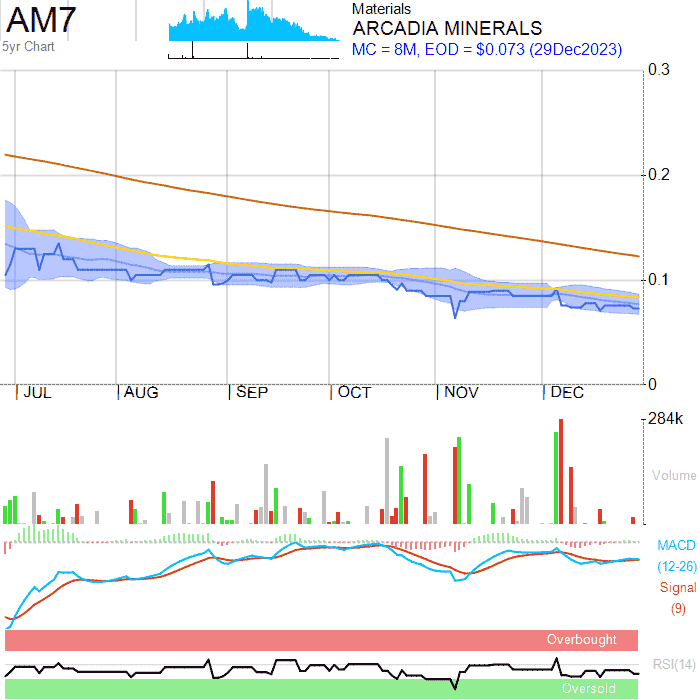 AM7
5yr Chart
Materials
ARCADIA MINERALS
MC = 8M, EOD = $0.073 (29Dec2023)
0.3
0.2
0.1
0
JUL AUG SEP OCT NOV DEC
284k
Volume
MACD
(12-26)
Signal
(9)
Overbought
RSI(14)
Oversold